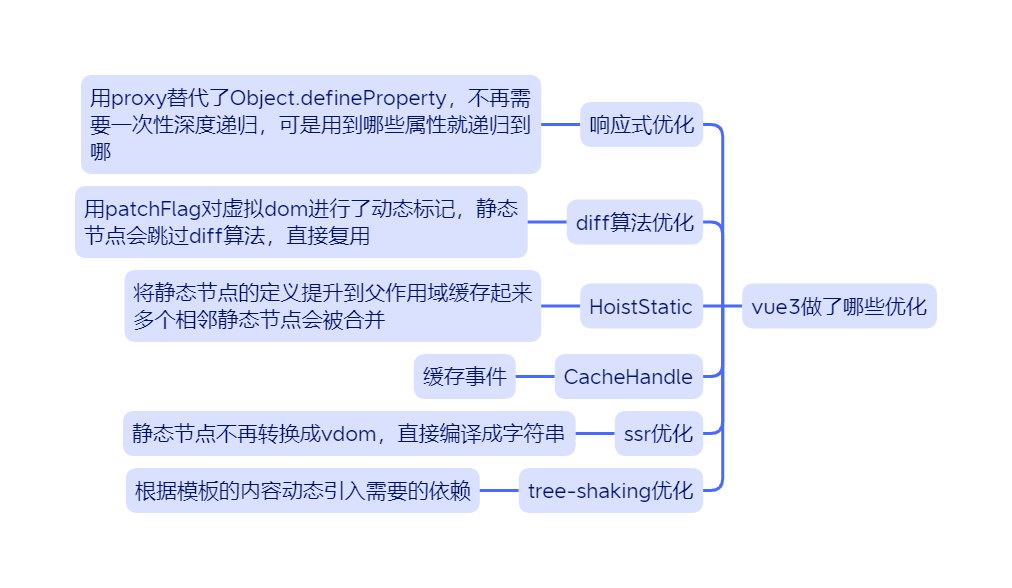 vue3做了哪些优化
响应式优化
用proxy替代了Object.defineProperty，不再需
要一次性深度递归，可是用到哪些属性就递归到
哪
diff算法优化
用patchFlag对虚拟dom进行了动态标记，静态
节点会跳过diff算法，直接复用
HoistStatic
将静态节点的定义提升到父作用域缓存起来
多个相邻静态节点会被合并
CacheHandle
缓存事件
ssr优化
静态节点不再转换成vdom，直接编译成字符串
tree-shaking优化
根据模板的内容动态引入需要的依赖